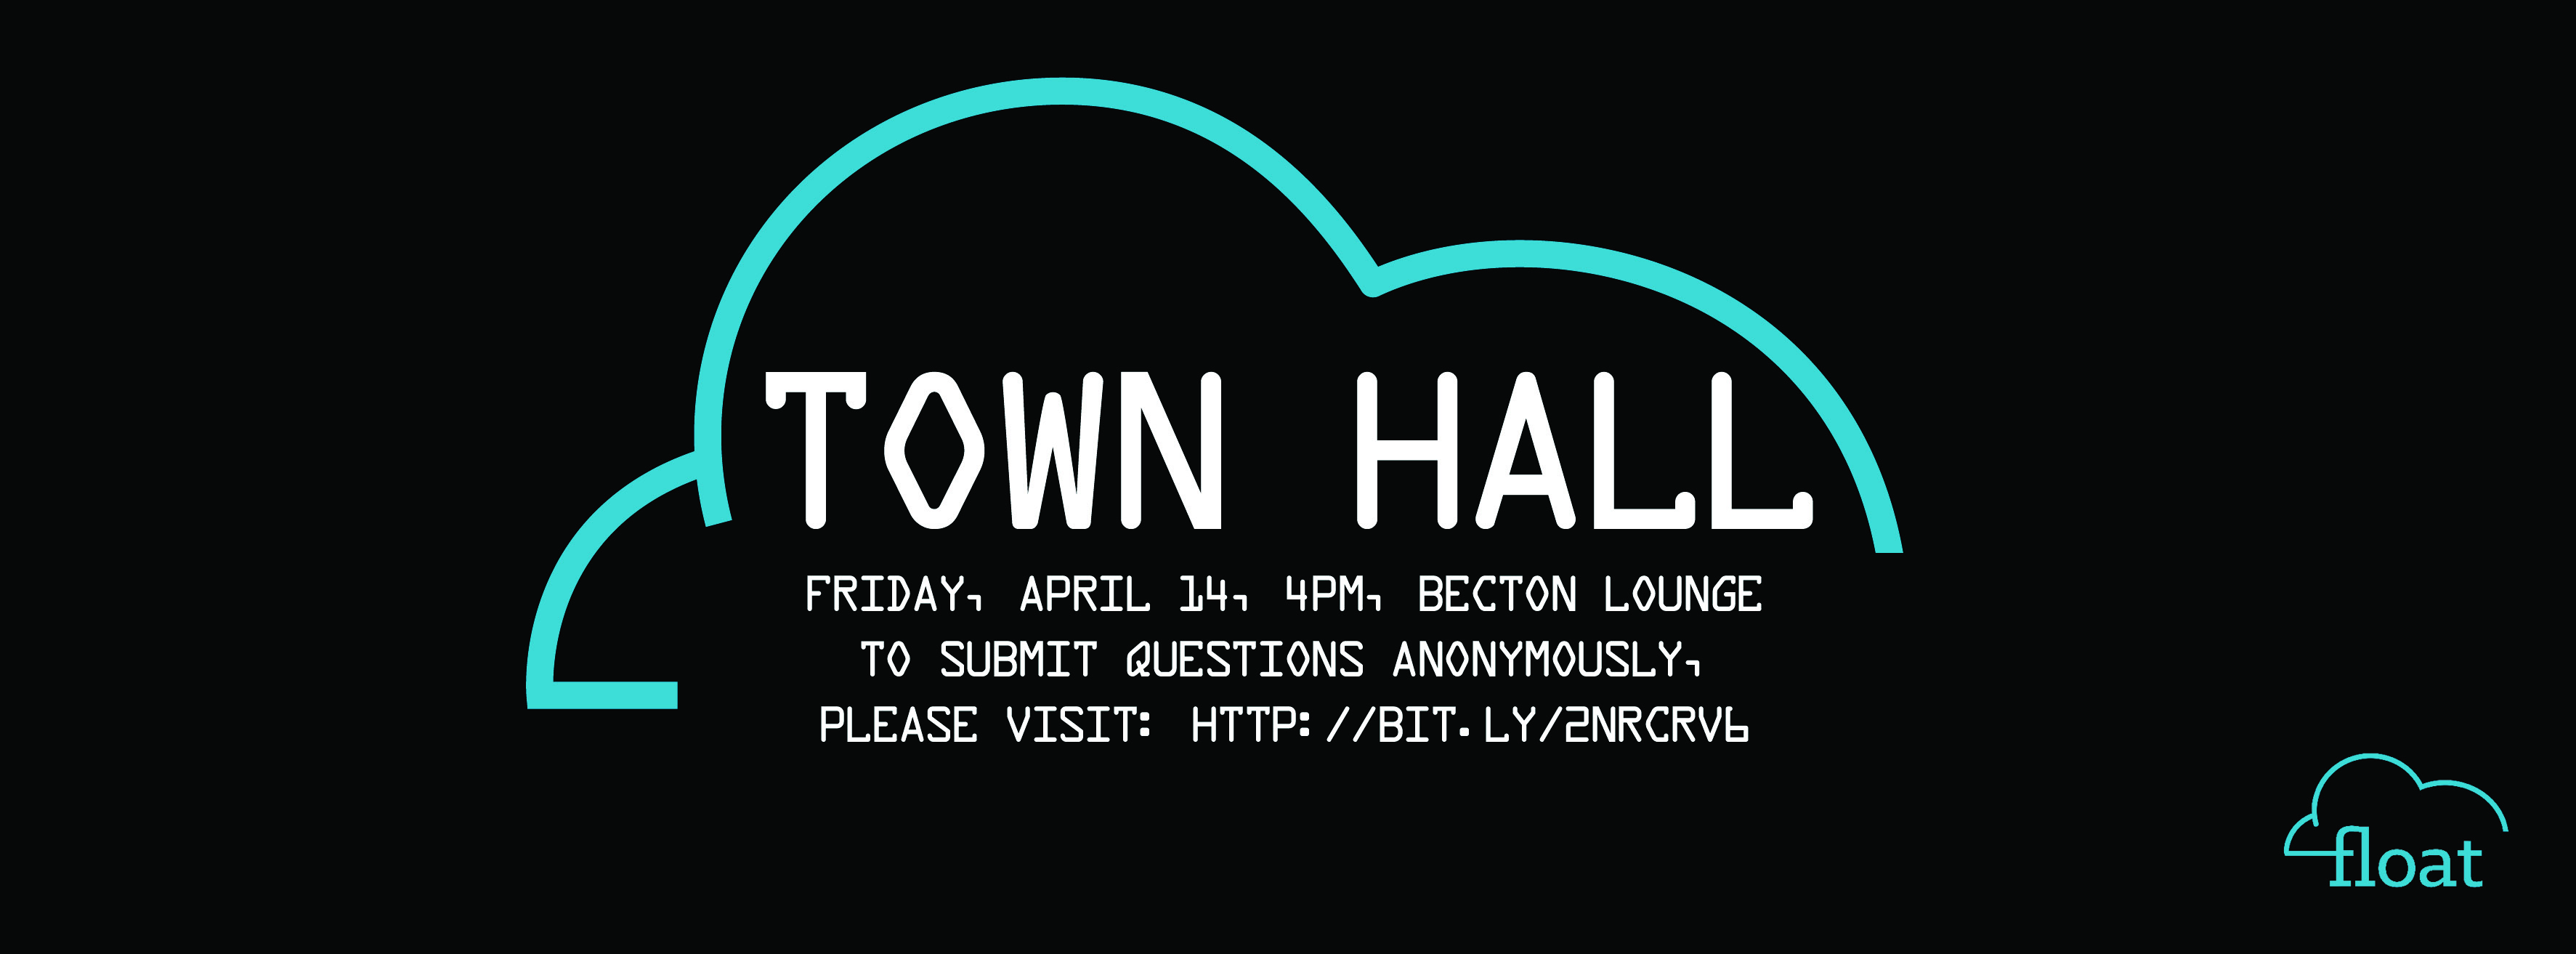 TOWN HALL
FRIDAY, APRIL 14, 4PM, BECTON LOUNGE
TO SUBMIT QUESTIONS ANONYMOUSLY,
PLEASE VISIT: HTTP://BIT.LY/2NRCRV6
float